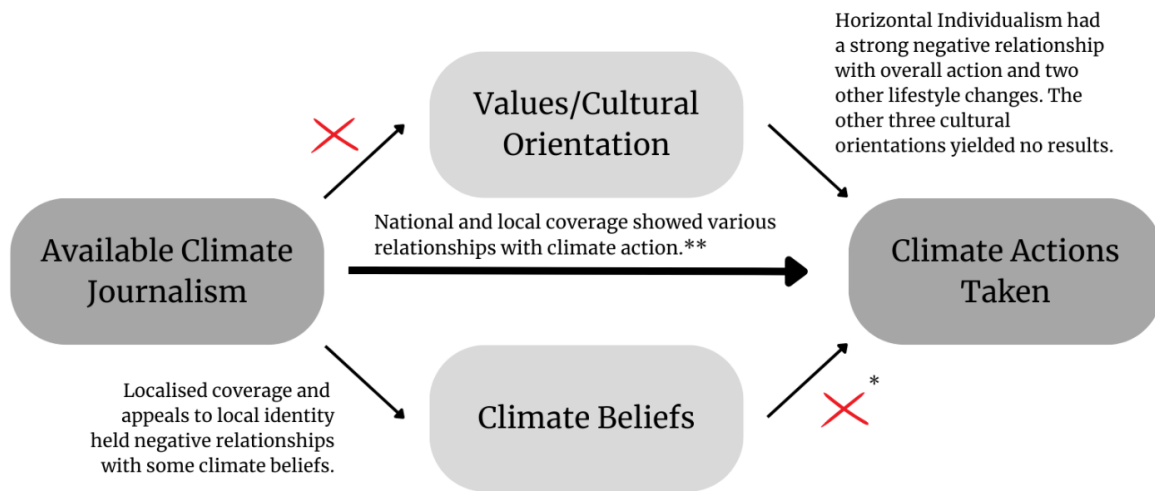 Horizontal Individualism had
a strong negative relationship
with overall action and two
other lifestyle changes. The
other three cultural
orientations yielded no results.
Values/Cultural
Orientation
National and local coverage showed various
relationships with climate action.**
Available Climate
Journalism
Climate Actions
Taken
Localised coverage and
appeals to local identity
held negative relationships
with some climate beliefs.
Climate Beliefs
*